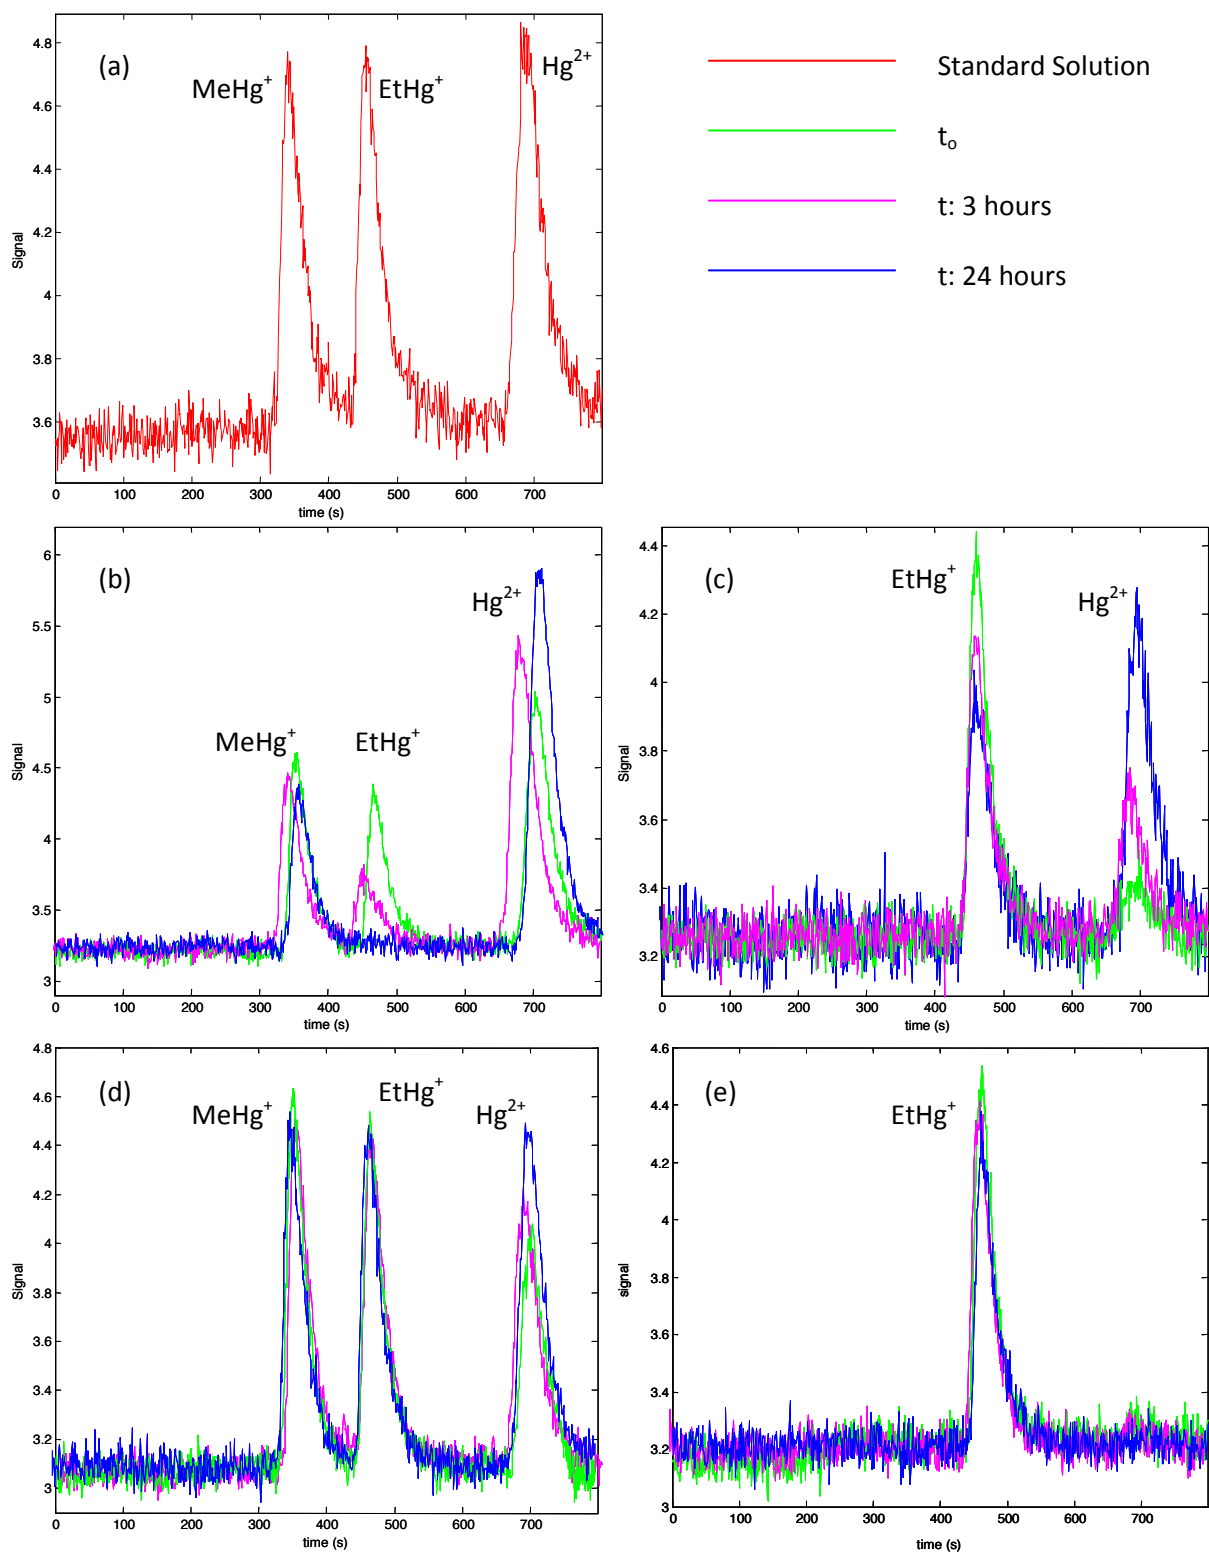 (a)
MeHg⁺
EtHg⁺
Hg²⁺
4.8
4.6
4.4
4.2
4
3.8
3.6
Signal
0 100 200 300 400 500 600 700
time (s)
Standard Solution
tₒ
t: 3 hours
t: 24 hours
(b)
MeHg⁺
EtHg⁺
Hg²⁺
6
5.5
5
4.5
4
3.5
3
Signal
0 100 200 300 400 500 600 700
time (s)
(c)
EtHg⁺
Hg²⁺
4.4
4.2
4
3.8
3.6
3.4
3.2
Signal
0 100 200 300 400 500 600 700
time (s)
(d)
MeHg⁺
EtHg⁺
Hg²⁺
4.8
4.6
4.4
4.2
4
3.8
3.6
3.4
3.2
3
Signal
0 100 200 300 400 500 600 700
time (s)
(e)
EtHg⁺
4.6
4.4
4.2
4
3.8
3.6
3.4
3.2
3
signal
0 100 200 300 400 500 600 700 800
time (s)